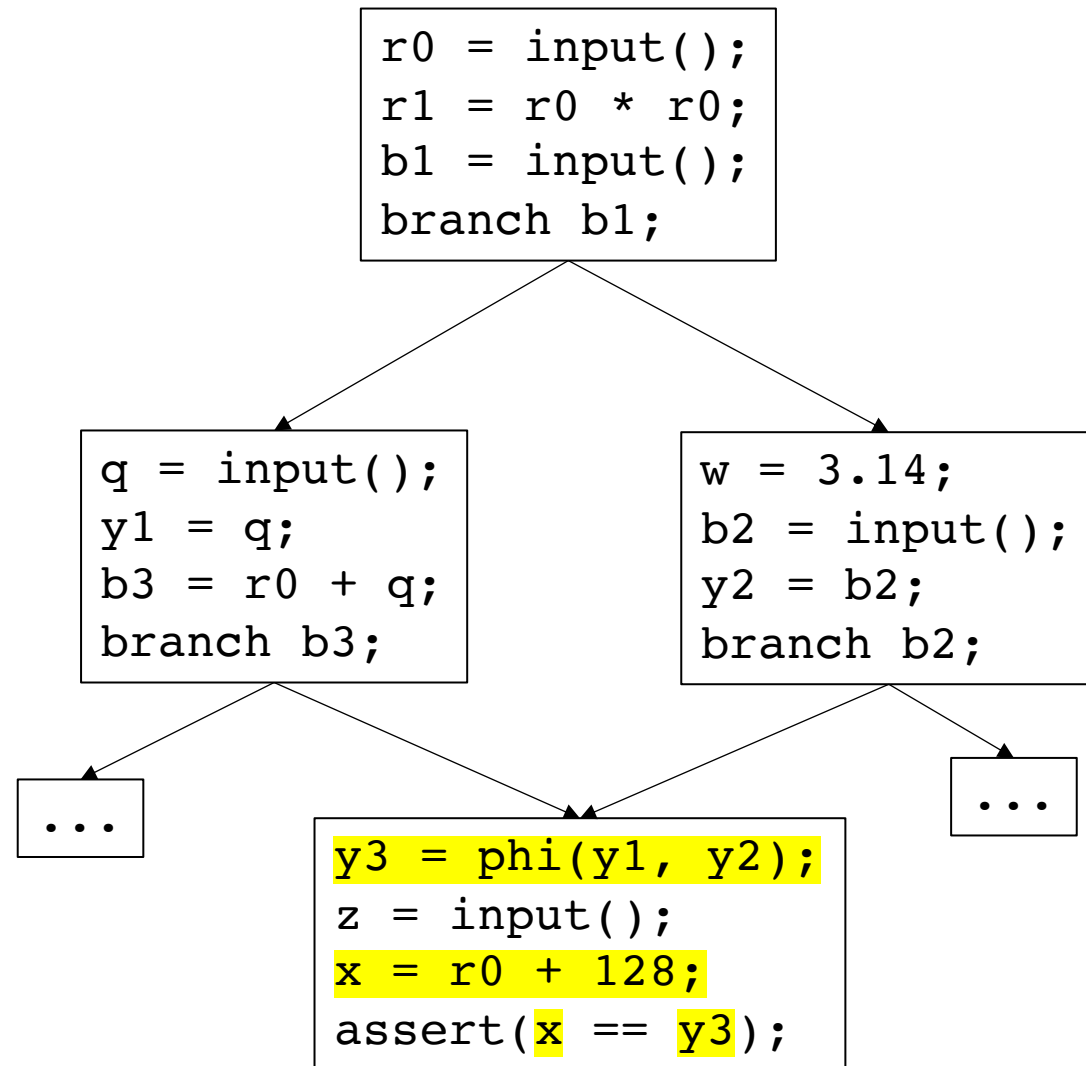 r0 = input();
r1 = r0 * r0;
b1 = input();
branch b1;
q = input();
y1 = q;
b3 = r0 + q;
branch b3;
w = 3.14;
b2 = input();
y2 = b2;
branch b2;
...
...
y3 = phi(y1, y2);
z = input();
x = r0 + 128;
assert(x == y3);